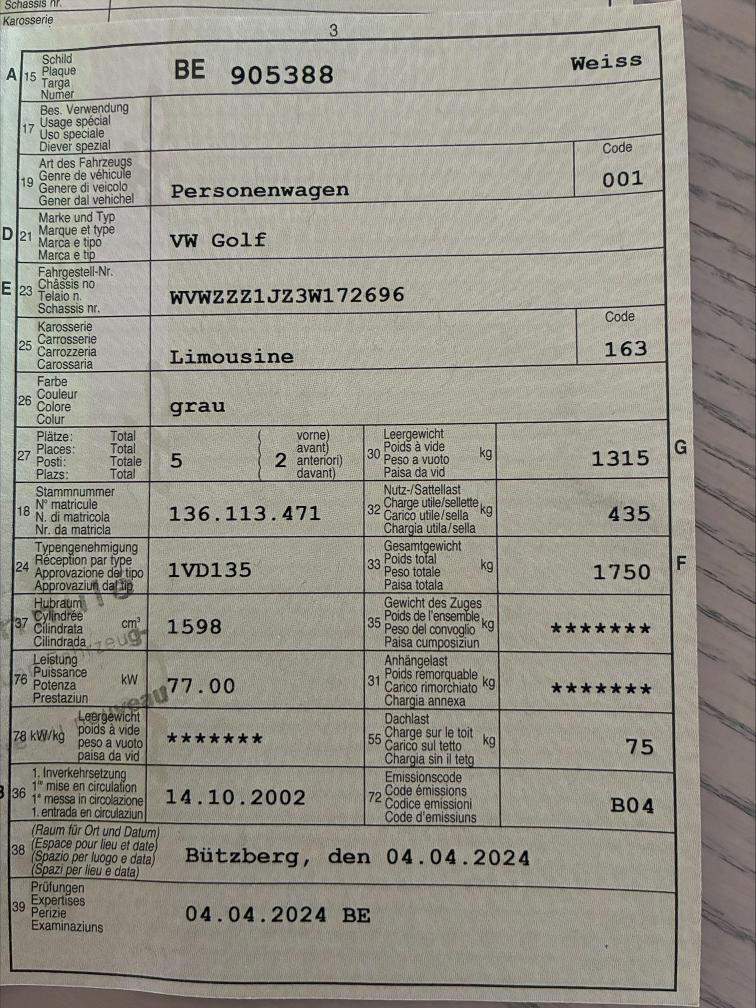 Schassis nr.
Karosserie
3
A 15 Schild BE 905388 Weiss
Plaque
Targa
Numer
17 Bes. Verwendung
Usage spécial
Uso speciale
Diever spezial
19 Art des Fahrzeugs Personenwagen Code 001
Genre de véhicule
Genere di veicolo
Gener dal vehichel
D 21 Marke und Typ VW Golf
Marque et type
Marca e tipo
Marca e tip
E 23 Fahrgestell-Nr. WVWZZZ1JZ3W172696
Châssis no
Telaio n.
Schassis nr.
25 Karosserie Limousine Code 163
Carrosserie
Carrozzeria
Carossaria
26 Farbe grau
Couleur
Colore
Colur
27 Plätze: Total 5 ( 2 vorne)
Places: Total avant)
Posti: Totale ( anteriori)
Plazs: Total davant)
30 Leergewicht kg 1315 G
Poids à vide
Peso a vuoto
Paisa da vid
18 Stammnummer 136.113.471
N° matricule
N. di matricola
Nr. da matricla
32 Nutz-/Sattellast kg 435
Charge utile/sellette
Carico utile/sella
Chargia utila/sella
24 Typengenehmigung 1VD135
Réception par type
Approvazione del tipo
Approvaziun da tip
33 Gesamtgewicht kg 1750 F
Poids total
Peso totale
Paisa totala
37 Hubraum cm³ 1598
Cylindrée
Cilindrata
Cilindrada
35 Gewicht des Zuges kg *******
Poids de l'ensemble
Peso del convoglio
Paisa cumposiziun
76 Leistung kW 77.00
Puissance
Potenza
Prestaziun
31 Anhängelast kg *******
Poids remorquable
Carico rimorchiato
Chargia annexa
78 kW/kg Leergewicht *******
poids à vide
peso a vuoto
paisa da vid
55 Dachlast kg 75
Charge sur le toit
Carico sul tetto
Chargia sin il tetg
B 36 1. Inverkehrsetzung 14.10.2002
1re mise en circulation
1a messa in circolazione
1. entrada en circulaziun
72 Emissionscode B04
Code émissions
Codice emissioni
Code d'emissiuns
38 (Raum für Ort und Datum) Bützberg, den 04.04.2024
(Espace pour lieu et date)
(Spazio per luogo e data)
(Spazi per lieu e data)
39 Prüfungen 04.04.2024 BE
Expertises
Perizie
Examinaziuns